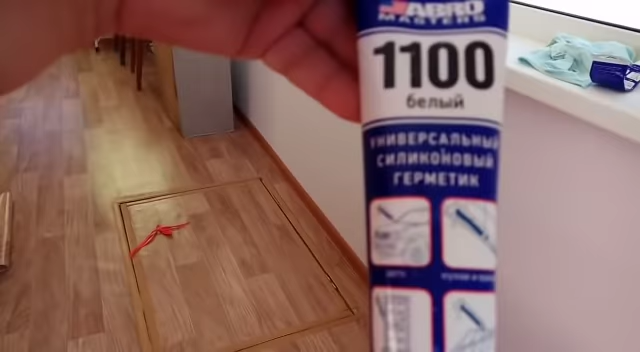 ABRO
MASTERS
1100
белый
УНИВЕРСАЛЬНЫЙ
СИЛИКОНОВЫЙ
ГЕРМЕТИК